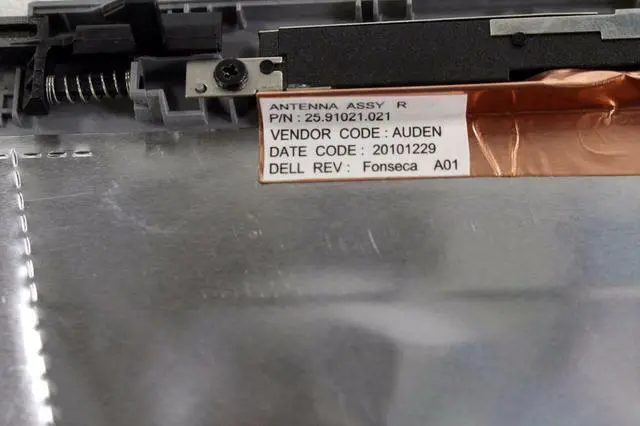 ANTENNA ASSY R
P/N : 25.91021.021
VENDOR CODE : AUDEN
DATE CODE : 20101229
DELL REV : Fonseca A01